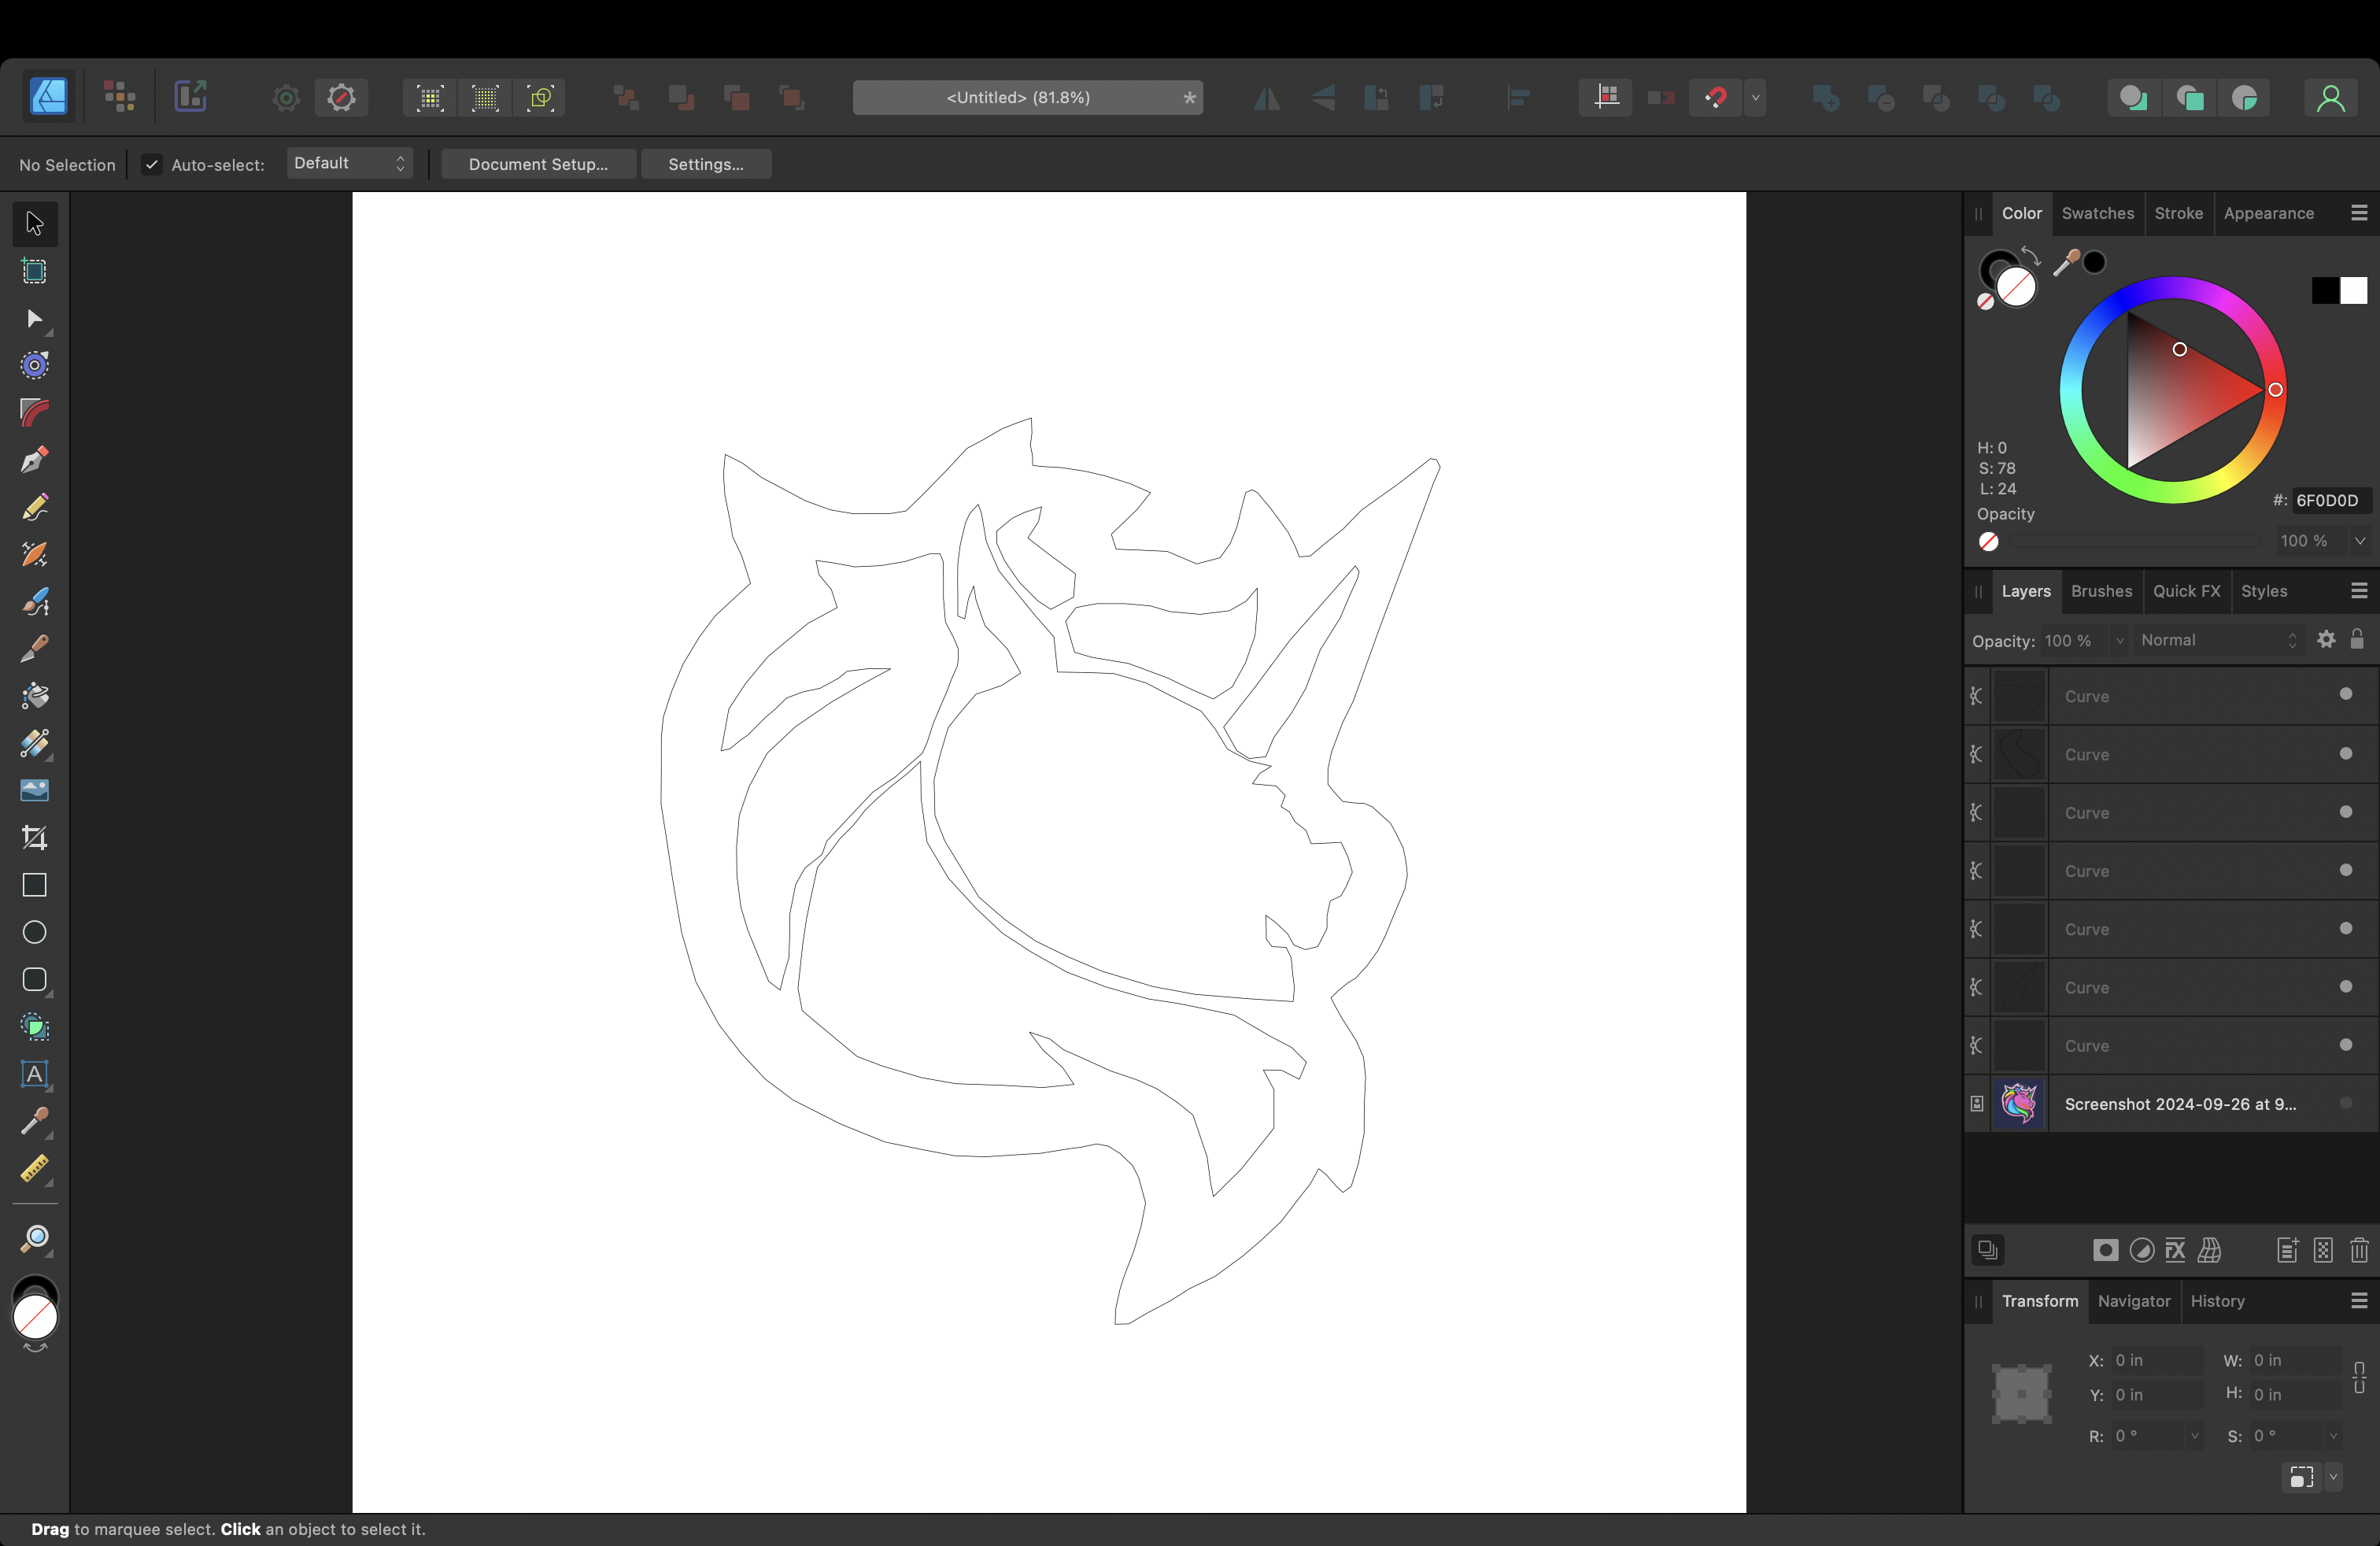 <Untitled> (81.8%)
*
No Selection
Auto-select:
Default
Document Setup...
Settings...
Color
Swatches
Stroke
Appearance
H: 0
S: 78
L: 24
#: 6F0D0D
Opacity
100 %
Layers
Brushes
Quick FX
Styles
Opacity: 100 %
Normal
Curve
Curve
Curve
Curve
Curve
Curve
Curve
Screenshot 2024-09-26 at 9...
FX
A
Transform
Navigator
History
X: 0 in
W: 0 in
Y: 0 in
H: 0 in
R: 0 °
S: 0 °
Drag to marquee select. Click an object to select it.